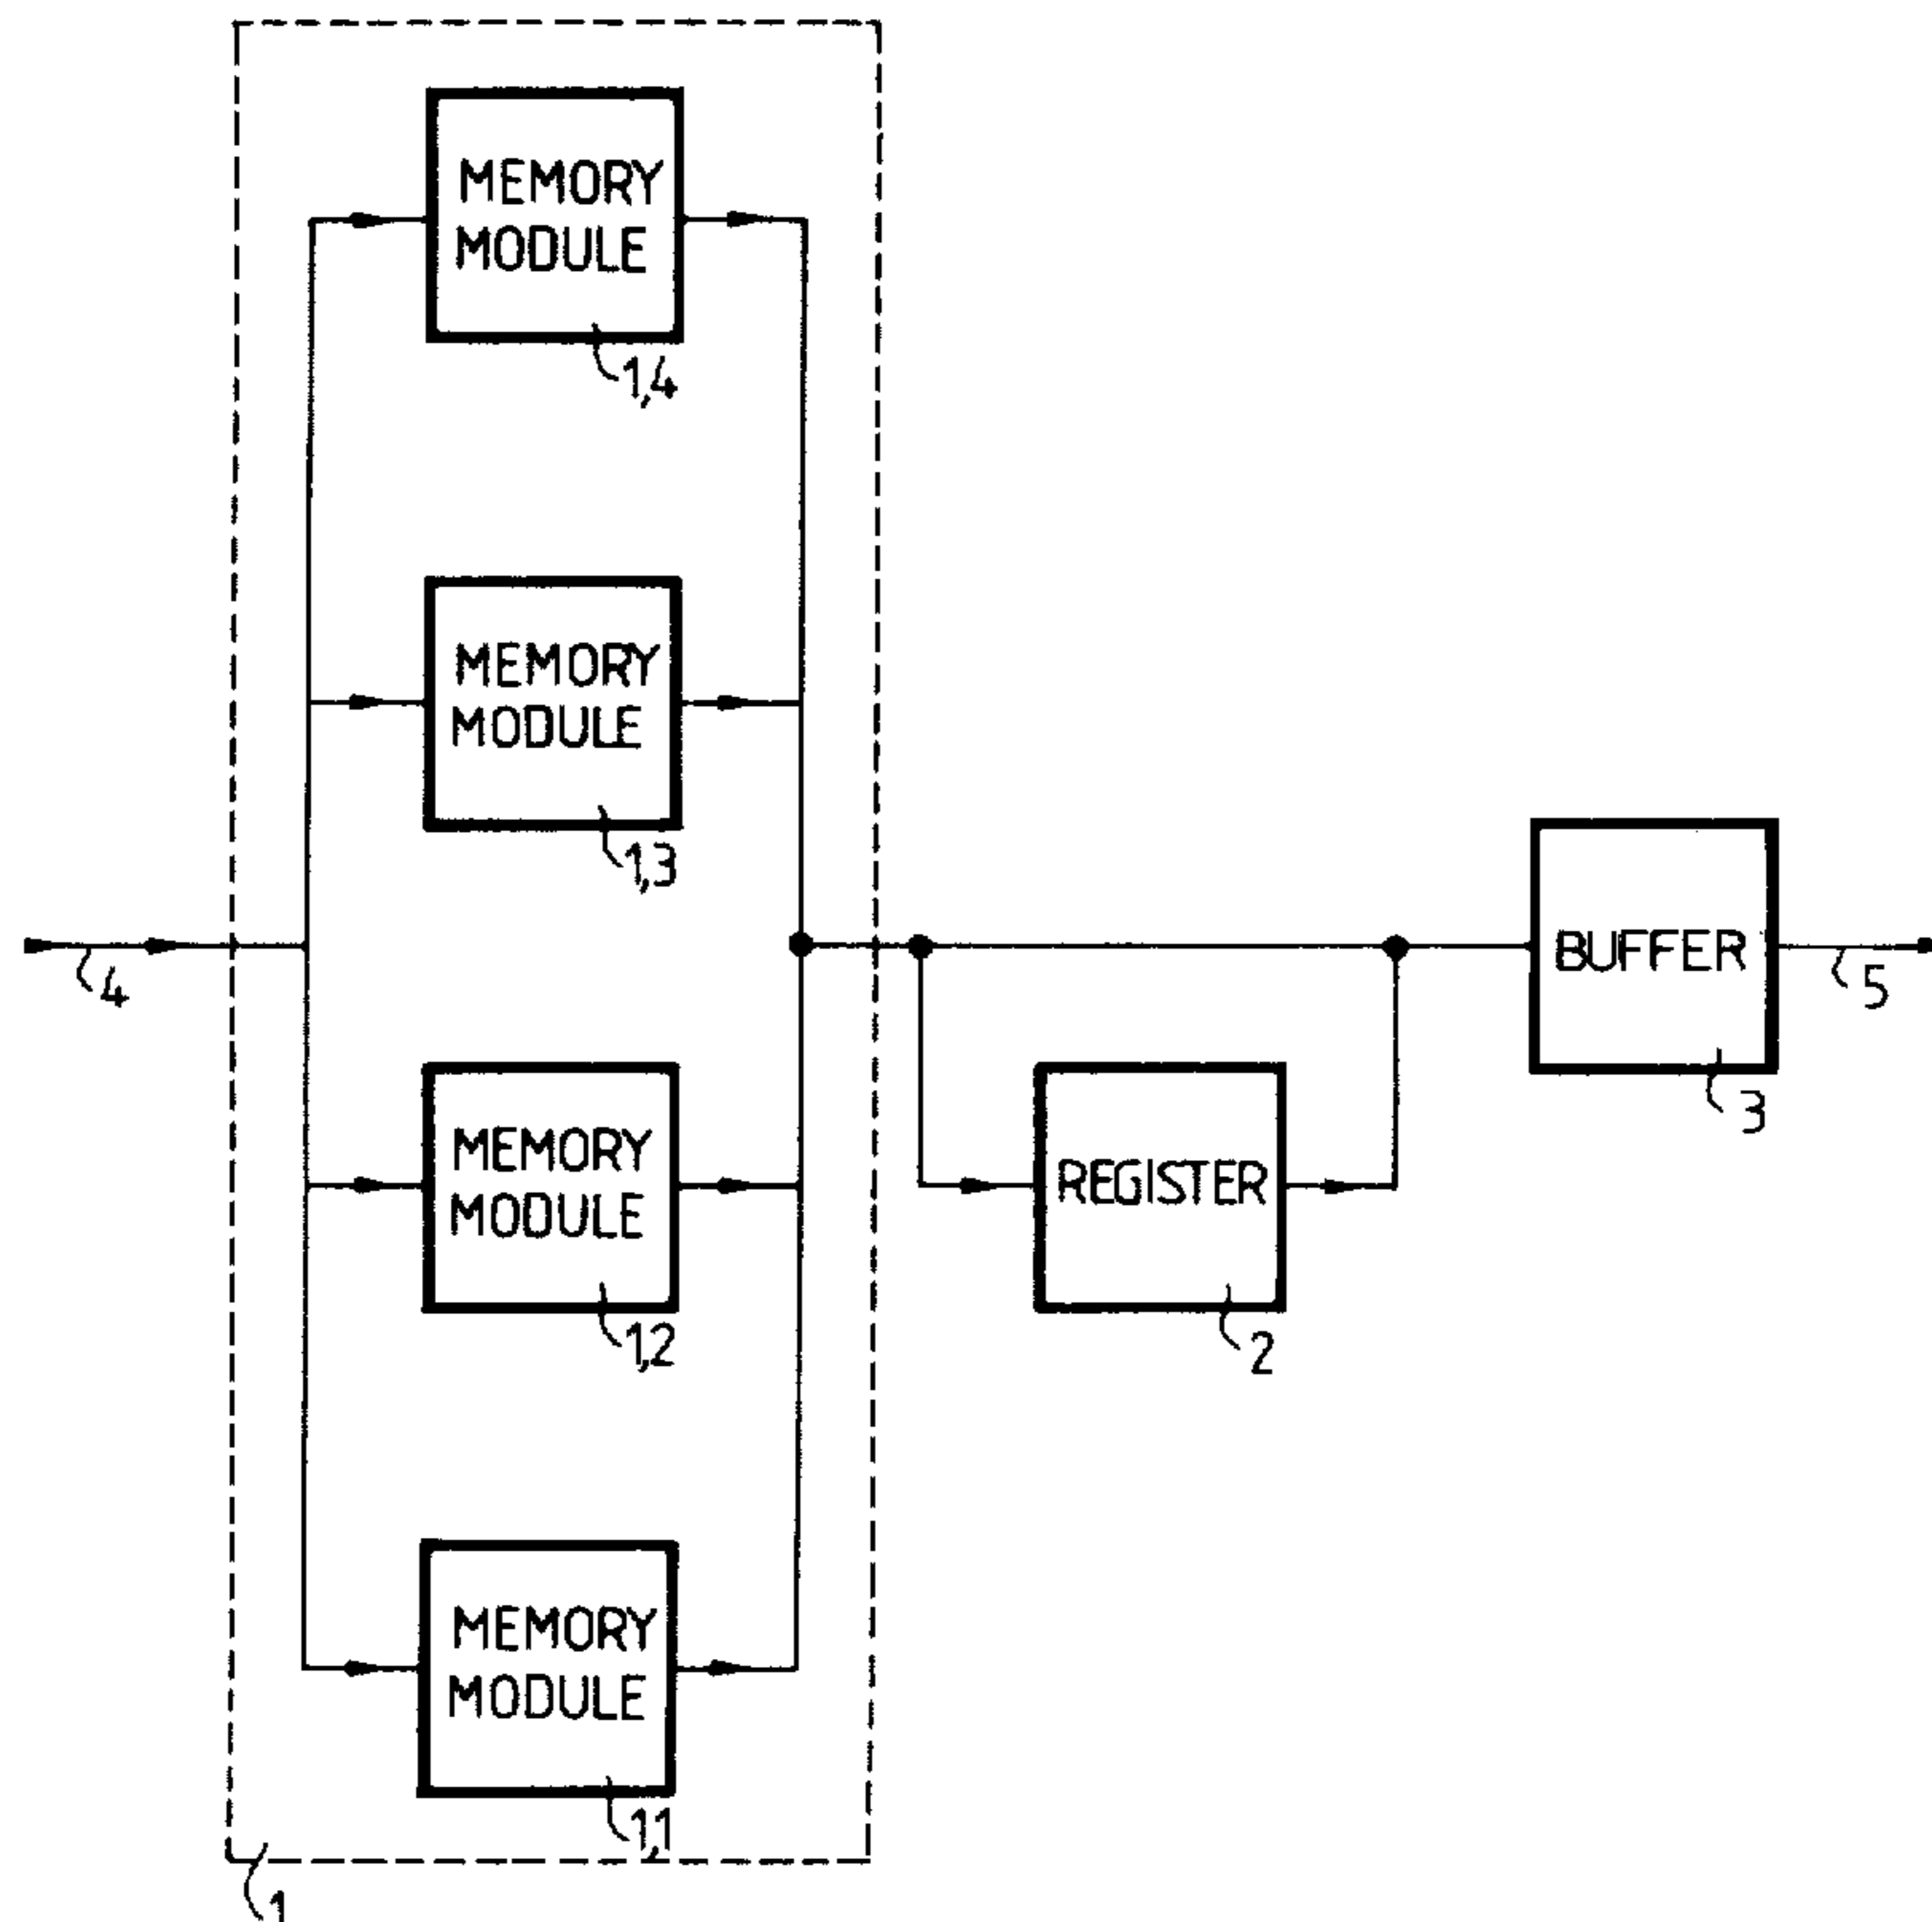 MEMORY
MODULE
1,4
MEMORY
MODULE
1,3
4
BUFFER
5
3
MEMORY
MODULE
1,2
REGISTER
2
MEMORY
MODULE
1,1
1